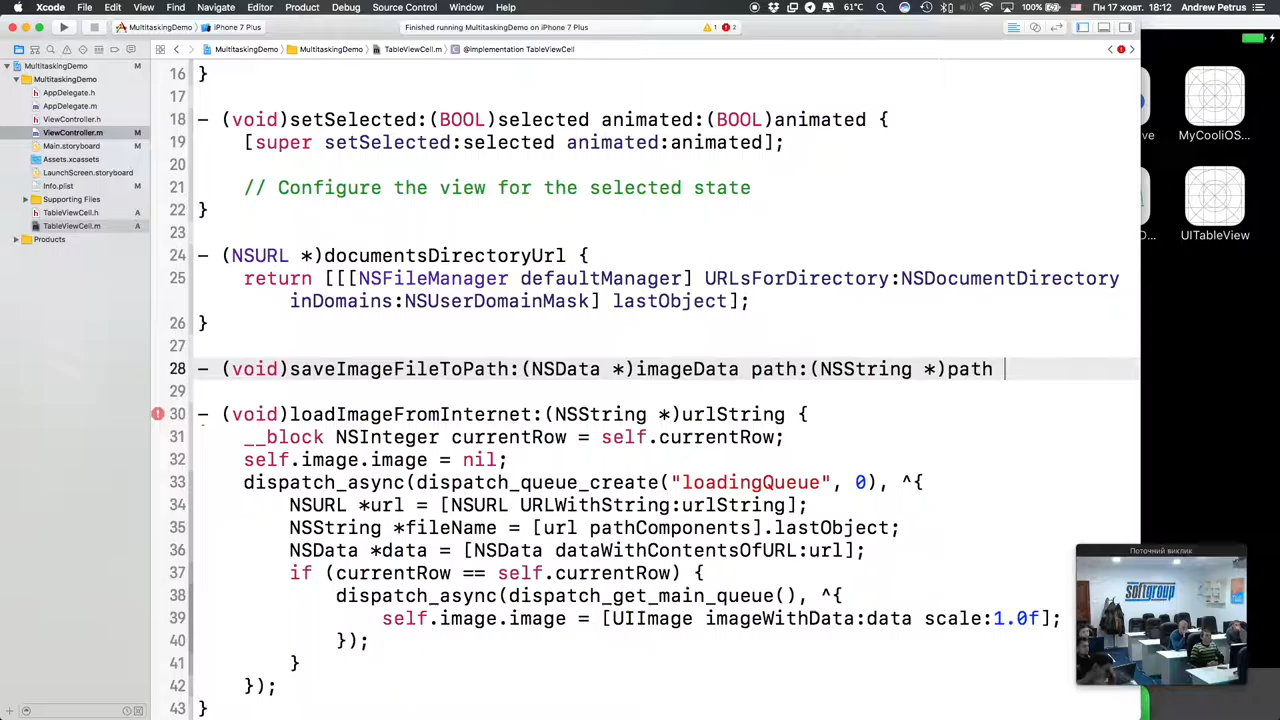 Xcode File Edit View Find Navigate Editor Product Debug Source Control Window Help
61°C 100% Пт 17 жовт. 18:12 Andrew Petrus
MultitaskingDemo iPhone 7 Plus
Finished running MultitaskingDemo on iPhone 7 Plus
1 2
MultitaskingDemo MultitaskingDemo TableViewCell.m @implementation TableViewCell
MultitaskingDemo M
MultitaskingDemo
AppDelegate.h
AppDelegate.m
ViewController.h
ViewController.m M
Main.storyboard M
Assets.xcassets
LaunchScreen.storyboard
Info.plist M
Supporting Files
TableViewCell.h A
TableViewCell.m A
Products
16 }
17
18 - (void)setSelected:(BOOL)selected animated:(BOOL)animated {
19 [super setSelected:selected animated:animated];
20
21 // Configure the view for the selected state
22 }
23
24 - (NSURL *)documentsDirectoryUrl {
25 return [[[NSFileManager defaultManager] URLsForDirectory:NSDocumentDirectory
inDomains:NSUserDomainMask] lastObject];
26 }
27
28 - (void)saveImageFileToPath:(NSData *)imageData path:(NSString *)path
29
30 - (void)loadImageFromInternet:(NSString *)urlString {
31 __block NSInteger currentRow = self.currentRow;
32 self.image.image = nil;
33 dispatch_async(dispatch_queue_create("loadingQueue", 0), ^{
34 NSURL *url = [NSURL URLWithString:urlString];
35 NSString *fileName = [url pathComponents].lastObject;
36 NSData *data = [NSData dataWithContentsOfURL:url];
37 if (currentRow == self.currentRow) {
38 dispatch_async(dispatch_get_main_queue(), ^{
39 self.image.image = [UIImage imageWithData:data scale:1.0f];
40 });
41 }
42 });
43 }
ve
MyCooliOS...
D...
UITableView
Поточний виклик
softgroup